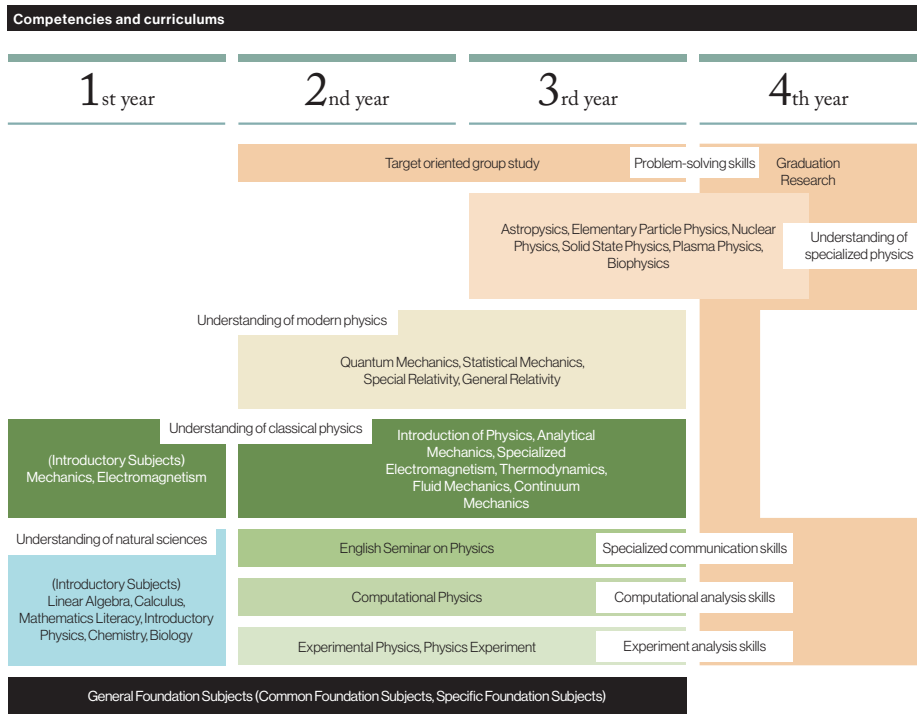 Competencies and curriculums
1st year
2nd year
3rd year
4th year
Target oriented group study
Problem-solving skills
Graduation
Research
Astropysics, Elementary Particle Physics, Nuclear
Physics, Solid State Physics, Plasma Physics,
Biophysics
Understanding of
specialized physics
Understanding of modern physics
Quantum Mechanics, Statistical Mechanics,
Special Relativity, General Relativity
Understanding of classical physics
(Introductory Subjects)
Mechanics, Electromagnetism
Introduction of Physics, Analytical
Mechanics, Specialized
Electromagnetism, Thermodynamics,
Fluid Mechanics, Continuum
Mechanics
Understanding of natural sciences
(Introductory Subjects)
Linear Algebra, Calculus,
Mathematics Literacy, Introductory
Physics, Chemistry, Biology
English Seminar on Physics
Specialized communication skills
Computational Physics
Computational analysis skills
Experimental Physics, Physics Experiment
Experiment analysis skills
General Foundation Subjects (Common Foundation Subjects, Specific Foundation Subjects)